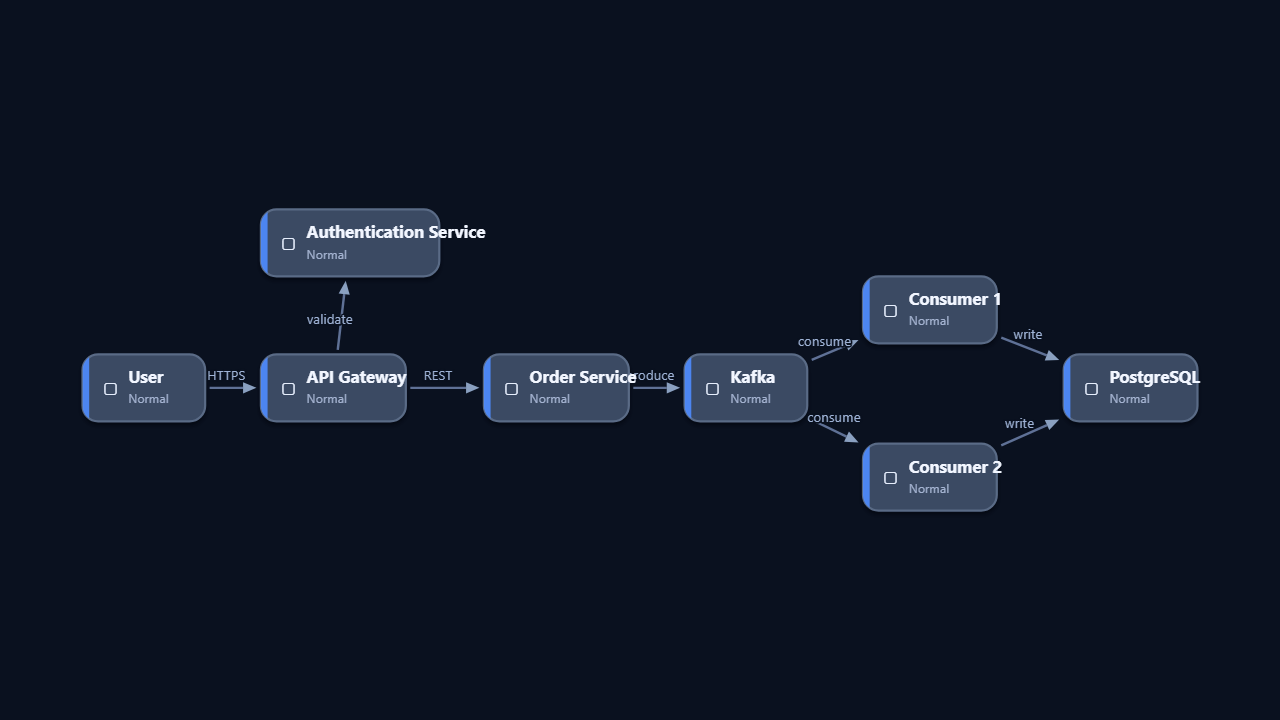 Authentication Service
Normal
validate
User
Normal
HTTPS
API Gateway
Normal
REST
Order Service
Normal
roduce
Kafka
Normal
consume
consume
Consumer 1
Normal
Consumer 2
Normal
write
write
PostgreSQL
Normal